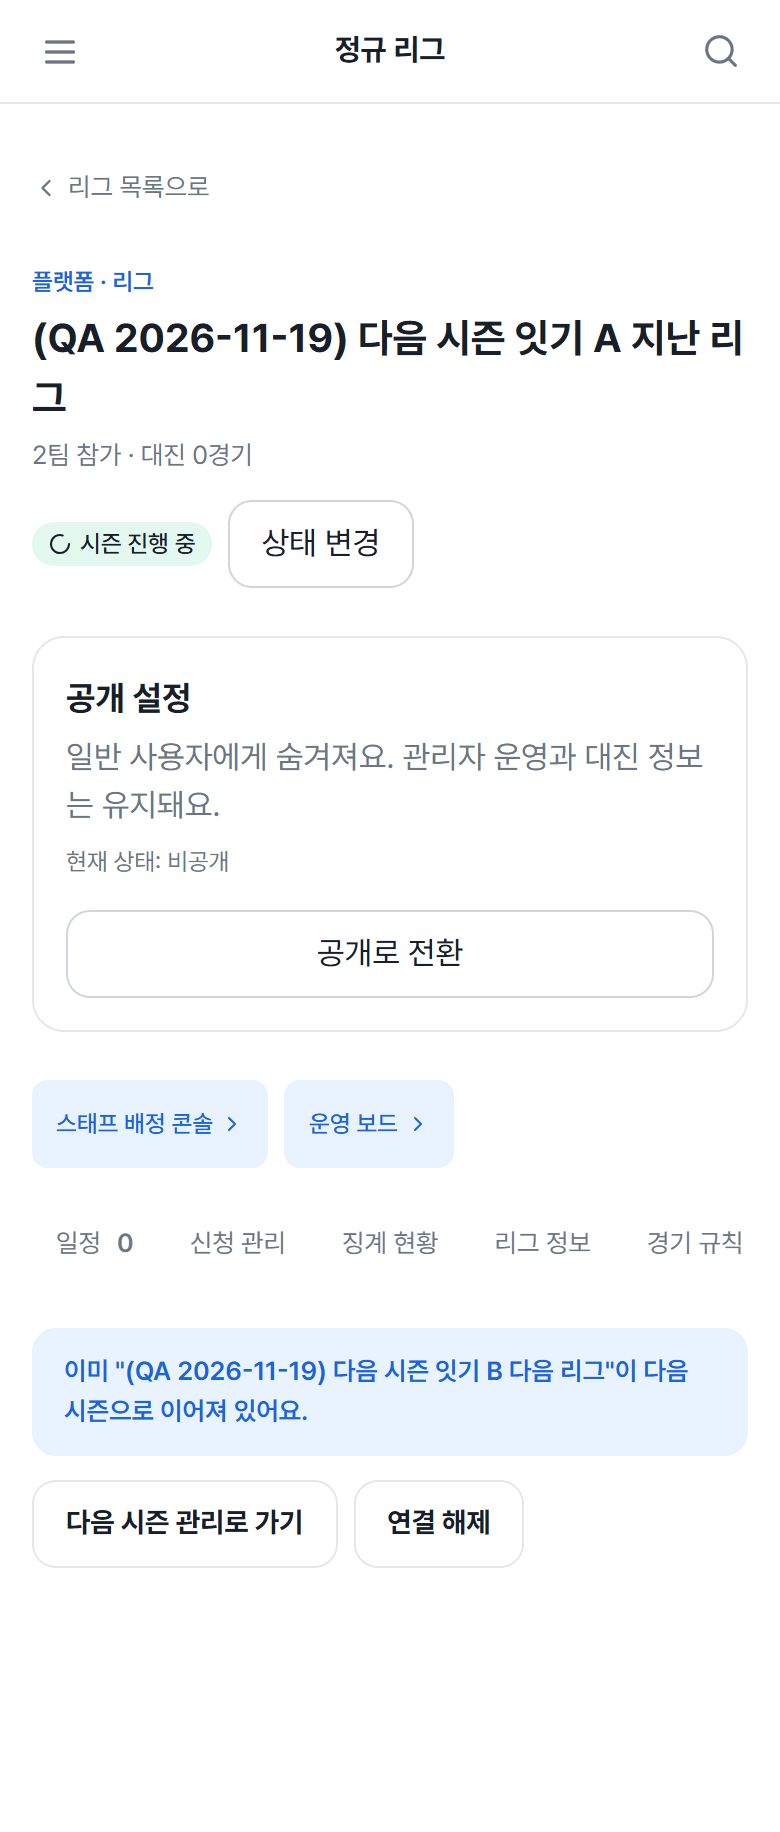 정규 리그
리그 목록으로
플랫폼 · 리그
(QA 2026-11-19) 다음 시즌 잇기 A 지난 리
그
2팀 참가 · 대진 0경기
시즌 진행 중
상태 변경
공개 설정
일반 사용자에게 숨겨져요. 관리자 운영과 대진 정보
는 유지돼요.
현재 상태: 비공개
공개로 전환
스태프 배정 콘솔
운영 보드
일정 0 신청 관리 징계 현황 리그 정보 경기 규칙
이미 "(QA 2026-11-19) 다음 시즌 잇기 B 다음 리그"이 다음
시즌으로 이어져 있어요.
다음 시즌 관리로 가기
연결 해제